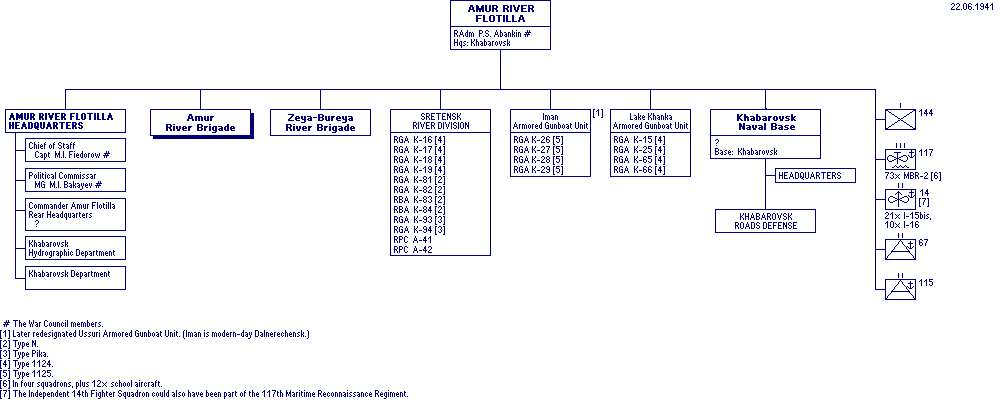 22.06.1941
AMUR RIVER
FLOTILLA
RAdm P.S. Abankin #
Hqs: Khabarovsk
AMUR RIVER FLOTILLA
HEADQUARTERS
Chief of Staff
Capt M.I. Fiedorow #
Political Commissar
MG M.I. Bakayev #
Commander Amur Flotilla
Rear Headquarters
?
Khabarovsk
Hydrographic Department
Khabarovsk Department
Amur
River Brigade
Zeya-Bureya
River Brigade
SRETENSK
RIVER DIVISION
RGA K-16 [4]
RGA K-17 [4]
RGA K-18 [4]
RGA K-19 [4]
RGA K-81 [2]
RGA K-82 [2]
RBA K-83 [2]
RBA K-84 [2]
RGA K-93 [3]
RGA K-94 [3]
RPC A-41
RPC A-42
Iman
Armored Gunboat Unit
[1]
RGA K-26 [5]
RGA K-27 [5]
RGA K-28 [5]
RGA K-29 [5]
Lake Khanka
Armored Gunboat Unit
RGA K-15 [4]
RGA K-25 [4]
RGA K-65 [4]
RGA K-66 [4]
Khabarovsk
Naval Base
?
Base: Khabarovsk
HEADQUARTERS
KHABAROVSK
ROADS DEFENSE
I
144
III
117
73x MBR-2 [6]
II
14
[7]
21x I-15bis,
10x I-16
II
67
II
115
# The War Council members.
[1] Later redesignated Ussuri Armored Gunboat Unit. (Iman is modern-day Dalnerechensk.)
[2] Type N.
[3] Type Pika.
[4] Type 1124.
[5] Type 1125.
[6] In four squadrons, plus 12x school aircraft.
[7] The Independent 14th Fighter Squadron could also have been part of the 117th Maritime Reconnaissance Regiment.